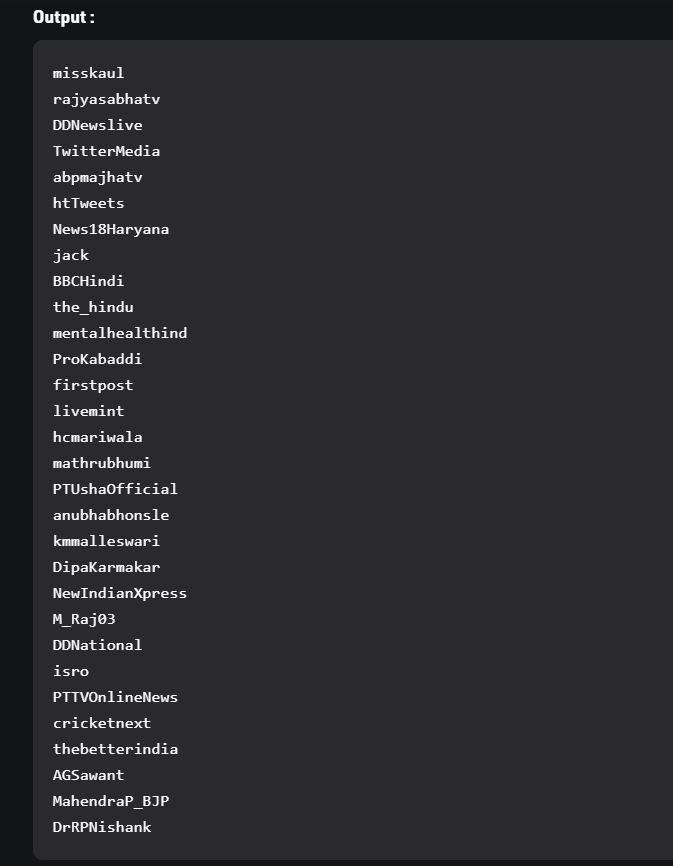 Output :
misskaul
rajyasabhatv
DDNewslive
TwitterMedia
abpmajhatv
htTweets
News18Haryana
jack
BBCHindi
the_hindu
mentalhealthind
ProKabaddi
firstpost
livemint
hcmariwala
mathrubhumi
PTUshaOfficial
anubhabhonsle
kmmalleswari
DipaKarmakar
NewIndianXpress
M_Raj03
DDNational
isro
PTTVOnlineNews
cricketnext
thebetterindia
AGSawant
MahendraP_BJP
DrRPNishank